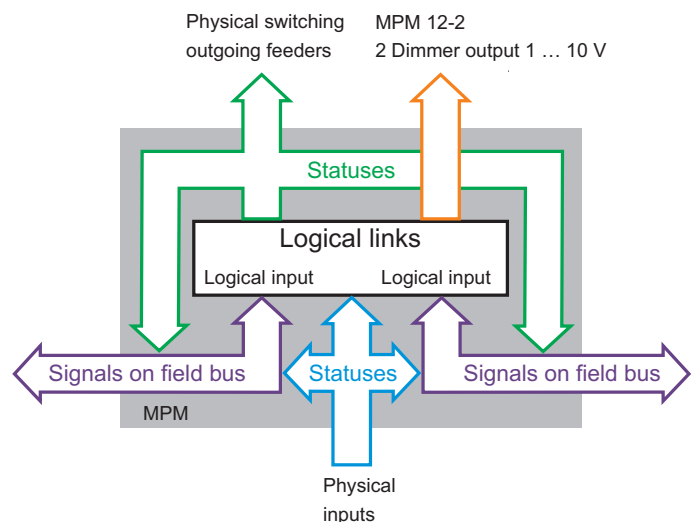 Physical switching
outgoing feeders
MPM 12-2
2 Dimmer output 1 … 10 V
Statuses
Logical links
Logical input
Logical input
Signals on field bus
Statuses
Signals on field bus
MPM
Physical
inputs